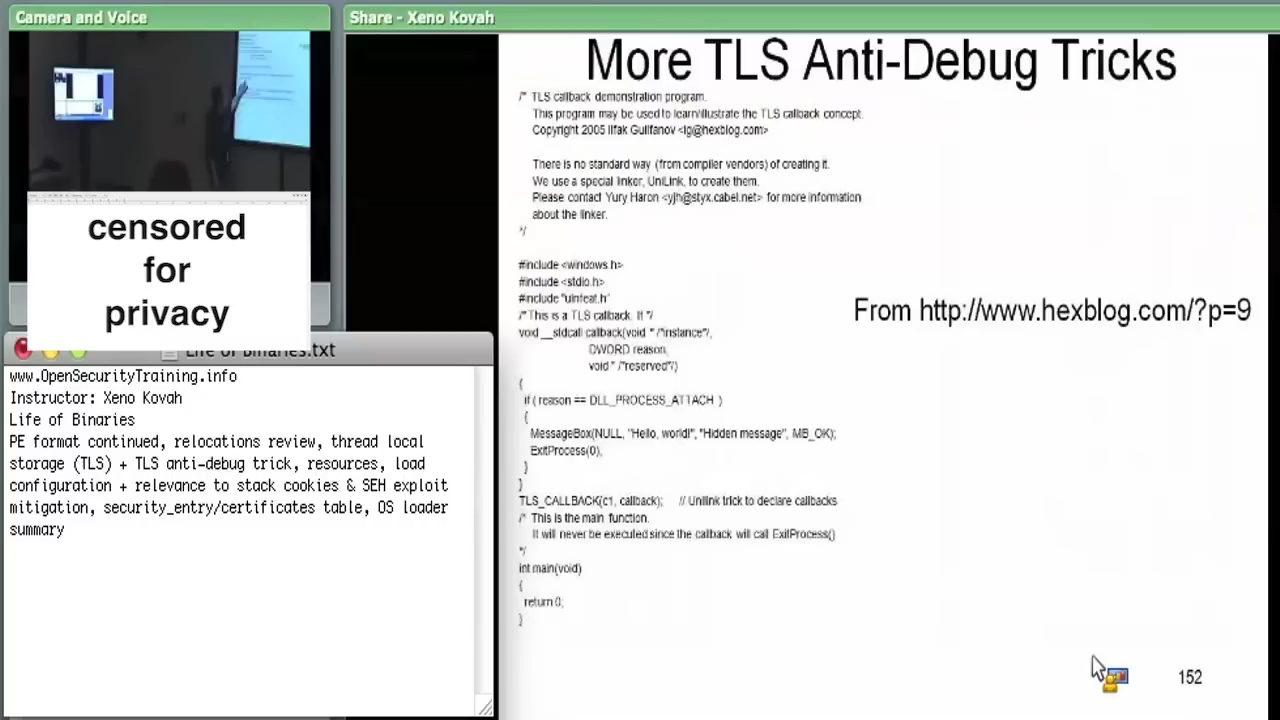 Camera and Voice
censored
for
privacy
Life of Binaries.txt
www.OpenSecurityTraining.info
Instructor: Xeno Kovah
Life of Binaries
PE format continued, relocations review, thread local
storage (TLS) + TLS anti-debug trick, resources, load
configuration + relevance to stack cookies & SEH exploit
mitigation, security_entry/certificates table, OS loader
summary
Share - Xeno Kovah
More TLS Anti-Debug Tricks
/* TLS callback demonstration program.
This program may be used to learn/illustrate the TLS callback concept.
Copyright 2005 Ilfak Guilfanov <ig@hexblog.com>
There is no standard way (from compiler vendors) of creating it.
We use a special linker, UniLink, to create them.
Please contact Yury Haron <yjh@styx.cabel.net> for more information
about the linker.
*/
#include <windows.h>
#include <stdio.h>
#include "ulnfeat.h"
/* This is a TLS callback. It */
void __stdcall callback(void * /*instance*/,
DWORD reason,
void * /*reserved*/)
{
if ( reason == DLL_PROCESS_ATTACH )
{
MessageBox(NULL, "Hello, world!", "Hidden message", MB_OK);
ExitProcess(0);
}
}
TLS_CALLBACK(c1, callback); // Unilink trick to declare callbacks
/* This is the main function.
It will never be executed since the callback will call ExitProcess()
*/
int main(void)
{
return 0;
}
From http://www.hexblog.com/?p=9
152